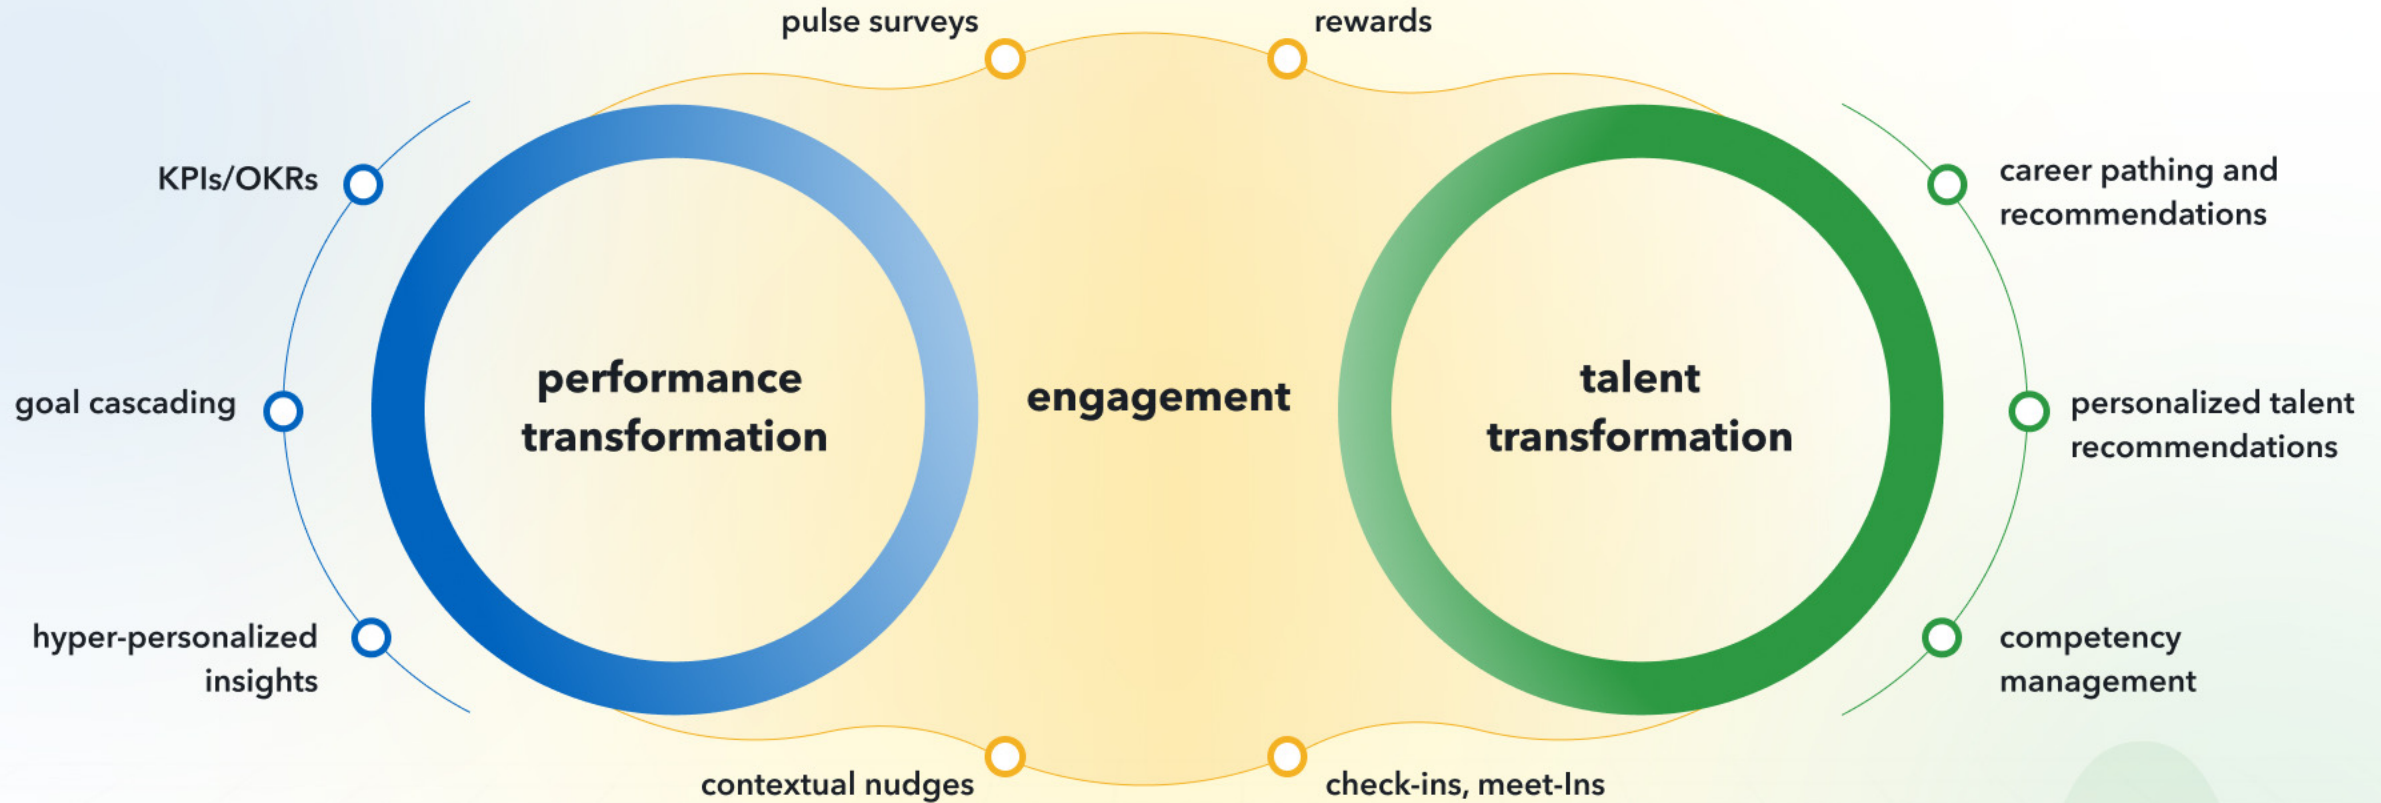 pulse surveys
rewards
KPIs/OKRs
goal cascading
hyper-personalized
insights
performance
transformation
engagement
talent
transformation
career pathing and
recommendations
personalized talent
recommendations
competency
management
contextual nudges
check-ins, meet-Ins